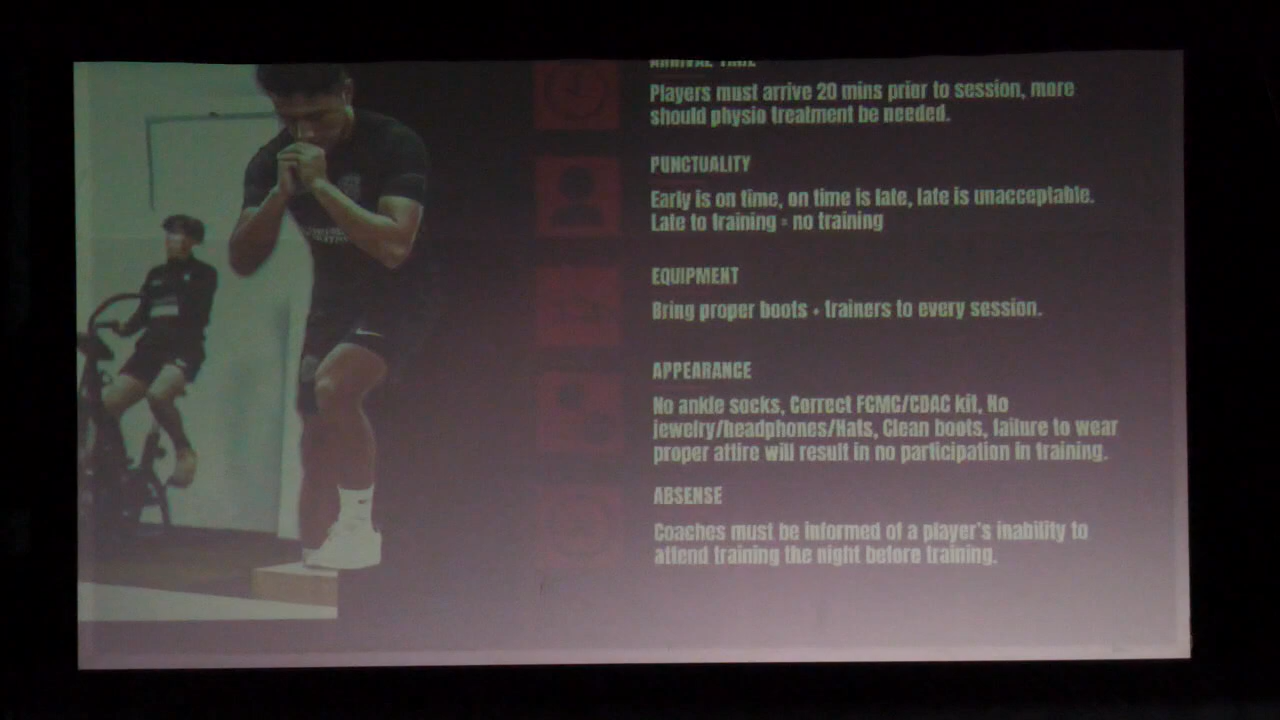 ARRIVAL TIME
Players must arrive 20 mins prior to session, more
should physio treatment be needed.
PUNCTUALITY
Early is on time, on time is late, late is unacceptable.
Late to training = no training
EQUIPMENT
Bring proper boots + trainers to every session.
APPEARANCE
No ankle socks, Correct FCMC/CDAC kit, No
jewelry/headphones/Hats, Clean boots, failure to wear
proper attire will result in no participation in training.
ABSENSE
Coaches must be informed of a player's inability to
attend training the night before training.